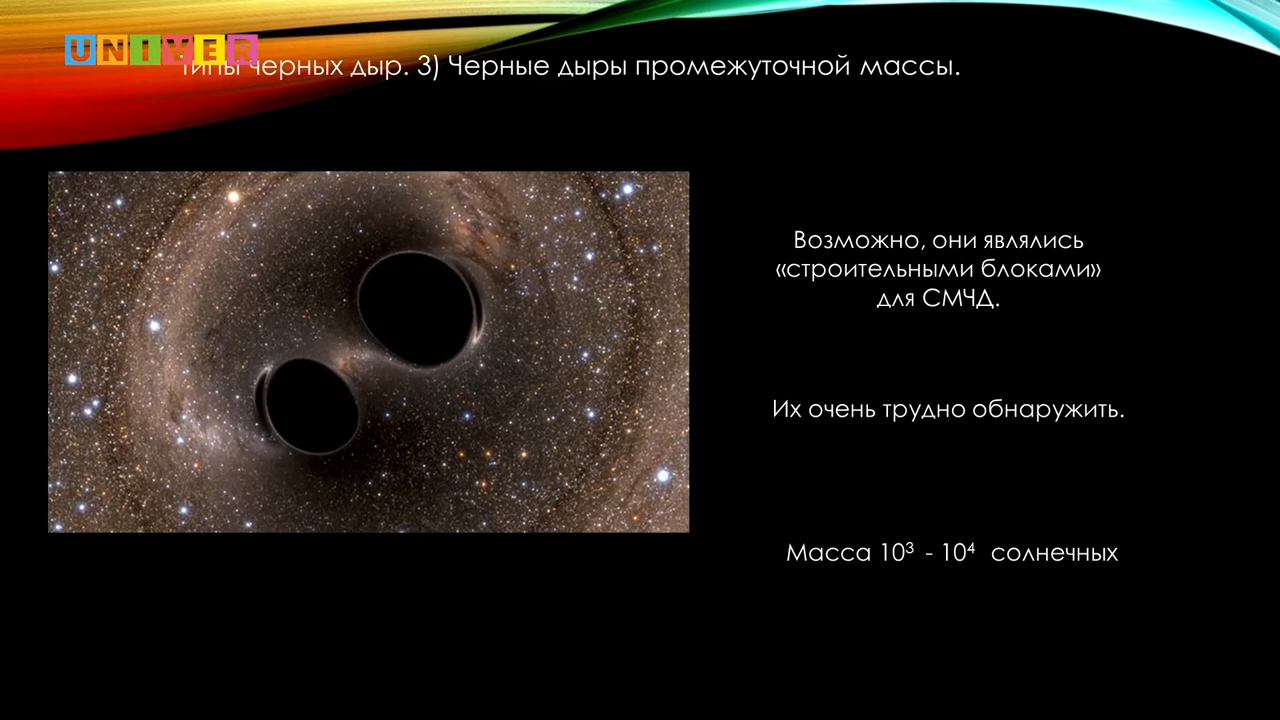 UNIVER
Типы черных дыр. 3) Черные дыры промежуточной массы.
Возможно, они являлись
«строительными блоками»
для СМЧД.
Их очень трудно обнаружить.
Масса 10³ - 10⁴ солнечных